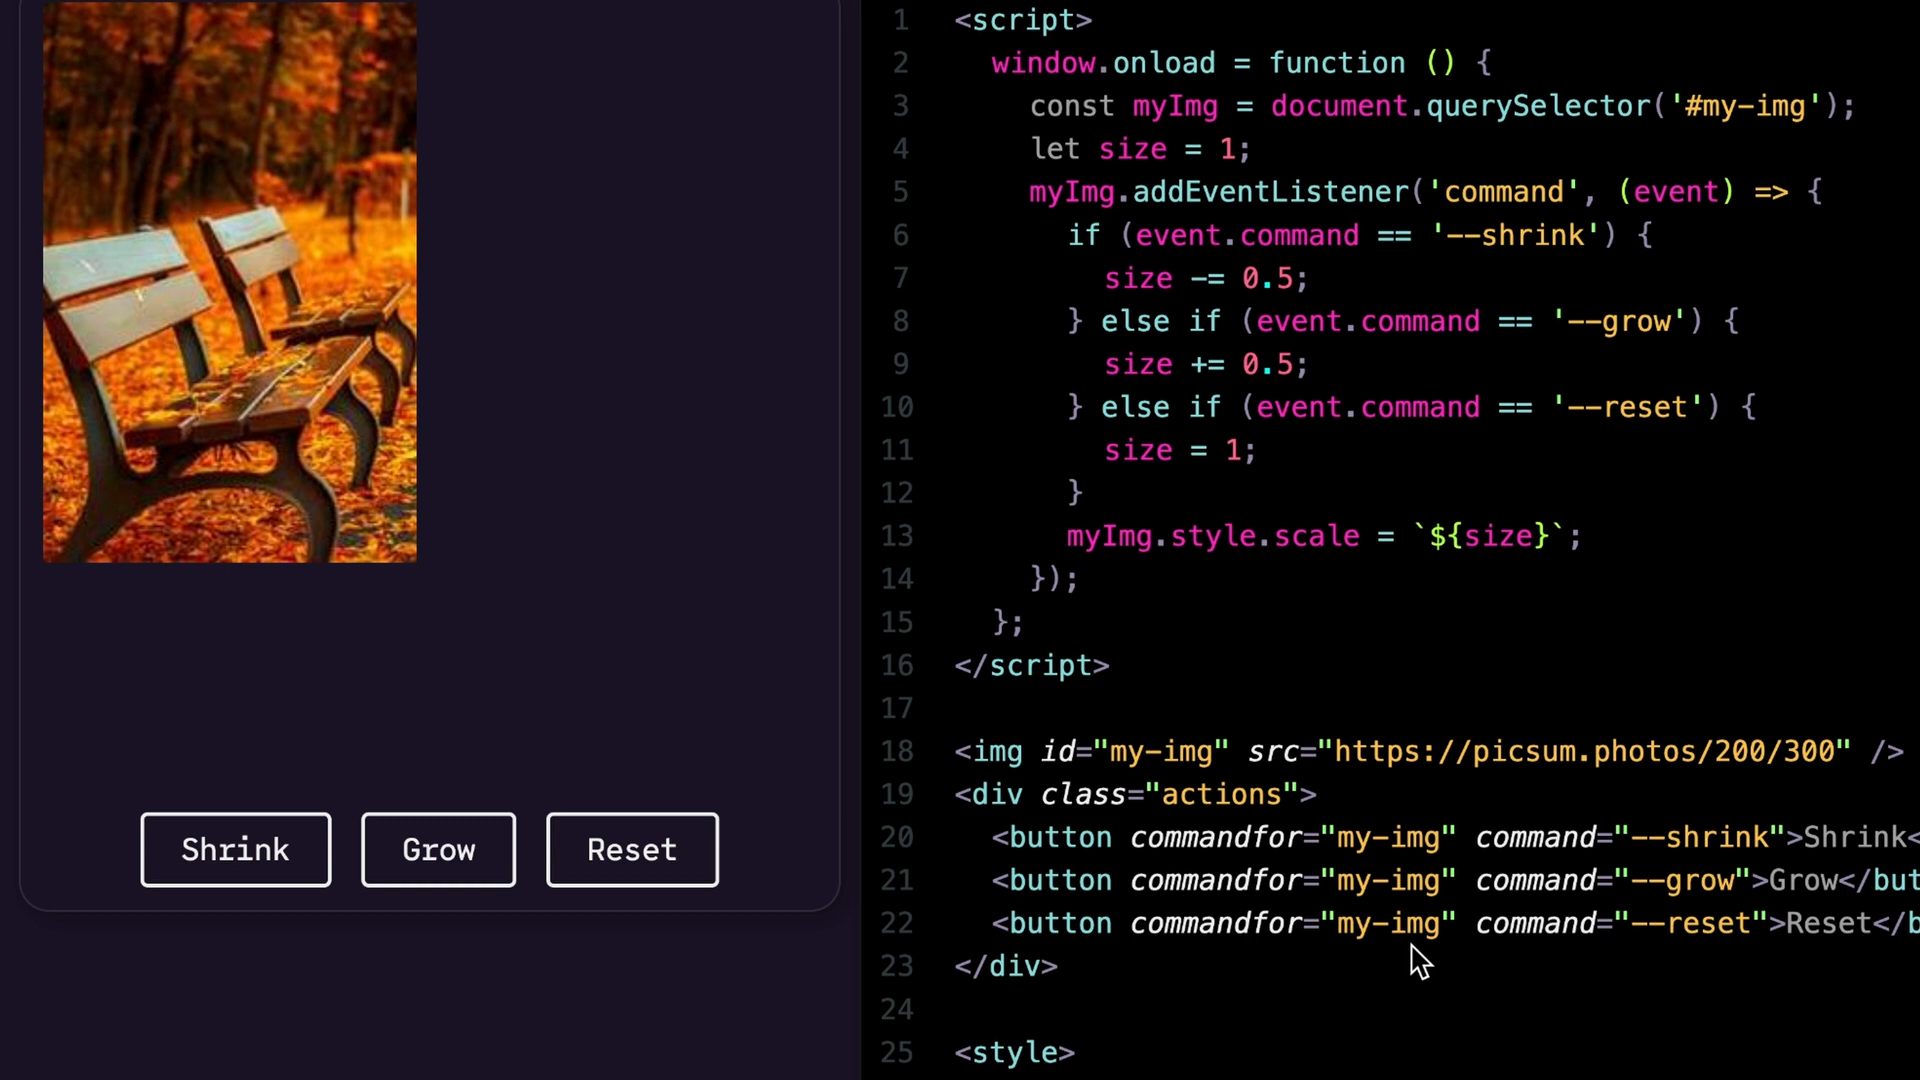 Shrink
Grow
Reset
1 <script>
2 window.onload = function () {
3 const myImg = document.querySelector('#my-img');
4 let size = 1;
5 myImg.addEventListener('command', (event) => {
6 if (event.command == '--shrink') {
7 size -= 0.5;
8 } else if (event.command == '--grow') {
9 size += 0.5;
10 } else if (event.command == '--reset') {
11 size = 1;
12 }
13 myImg.style.scale = `${size}`;
14 });
15 };
16 </script>
17
18 <img id="my-img" src="https://picsum.photos/200/300" />
19 <div class="actions">
20 <button commandfor="my-img" command="--shrink">Shrink<
21 <button commandfor="my-img" command="--grow">Grow</but
22 <button commandfor="my-img" command="--reset">Reset</b
23 </div>
24
25 <style>